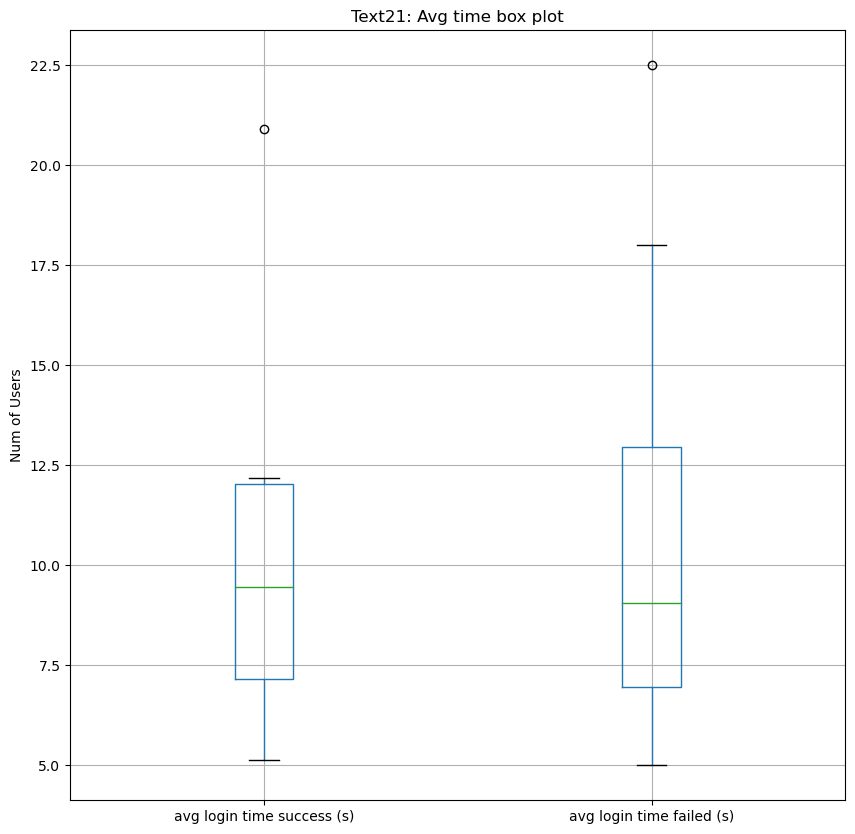 Text21: Avg time box plot
Num of Users
22.5
20.0
17.5
15.0
12.5
10.0
7.5
5.0
avg login time success (s)
avg login time failed (s)